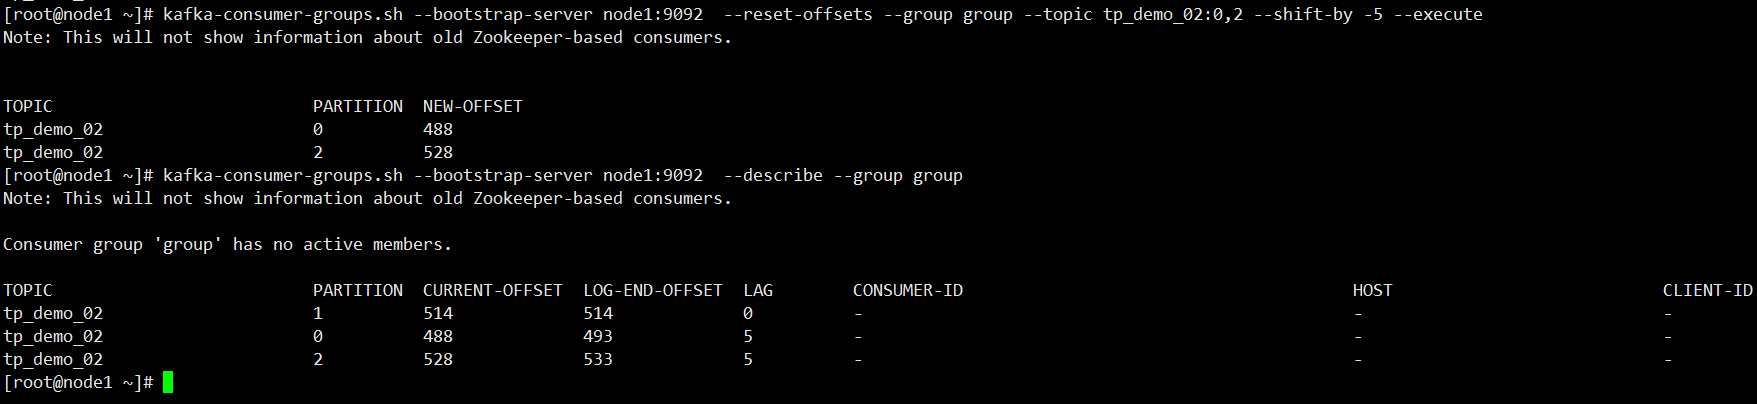 [root@node1 ~]# kafka-consumer-groups.sh --bootstrap-server node1:9092  --reset-offsets --group group --topic tp_demo_02:0,2 --shift-by -5 --execute
Note: This will not show information about old Zookeeper-based consumers.
TOPIC PARTITION NEW-OFFSET
tp_demo_02 0 488
tp_demo_02 2 528
[root@node1 ~]# kafka-consumer-groups.sh --bootstrap-server node1:9092  --describe --group group
Note: This will not show information about old Zookeeper-based consumers.
Consumer group 'group' has no active members.
TOPIC PARTITION CURRENT-OFFSET LOG-END-OFFSET LAG CONSUMER-ID HOST CLIENT-ID
tp_demo_02 1 514 514 0 - - -
tp_demo_02 0 488 493 5 - - -
tp_demo_02 2 528 533 5 - - -
[root@node1 ~]#